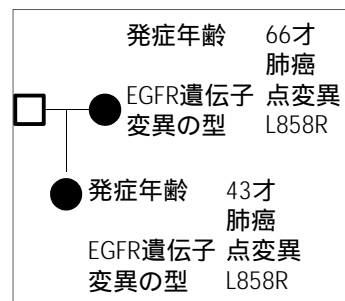 発症年齢 66才
肺癌
EGFR遺伝子 点変異
変異の型 L858R
発症年齢 43才
肺癌
EGFR遺伝子 点変異
変異の型 L858R